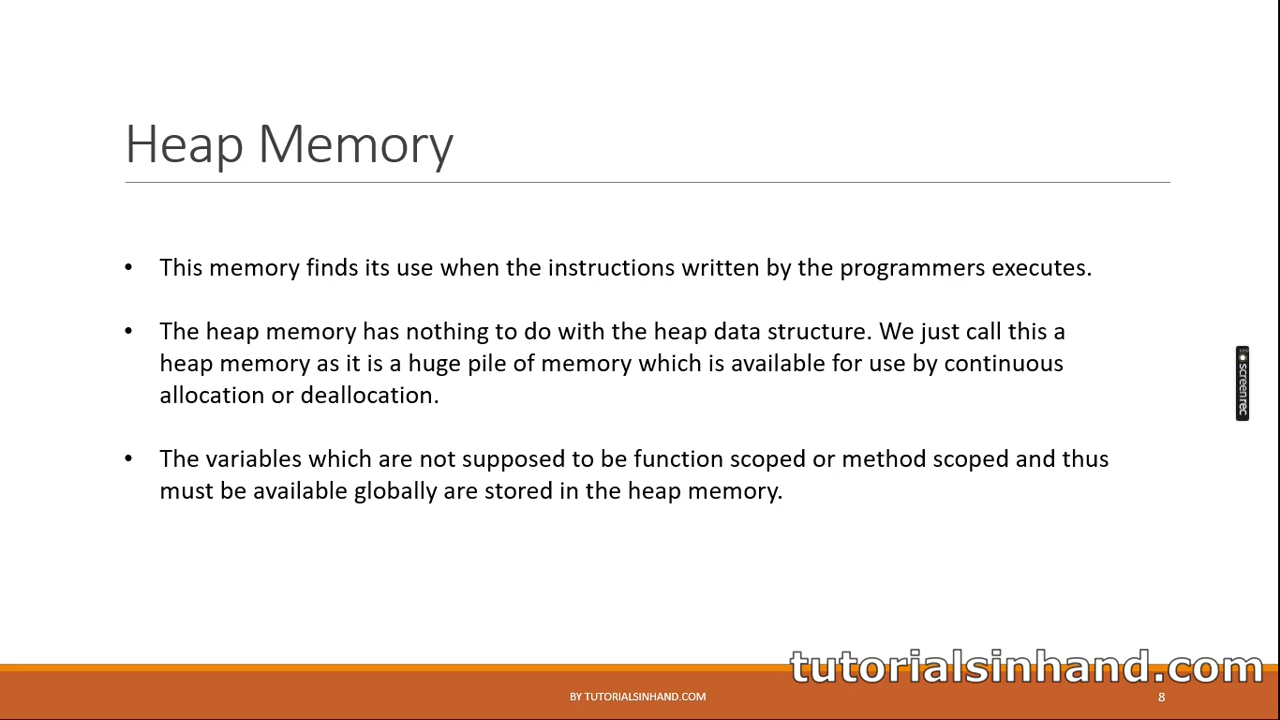 Heap Memory
• This memory finds its use when the instructions written by the programmers executes.
• The heap memory has nothing to do with the heap data structure. We just call this a
heap memory as it is a huge pile of memory which is available for use by continuous
allocation or deallocation.
• The variables which are not supposed to be function scoped or method scoped and thus
must be available globally are stored in the heap memory.
screenrec
tutorialsinhand.com
BY TUTORIALSINHAND.COM
8